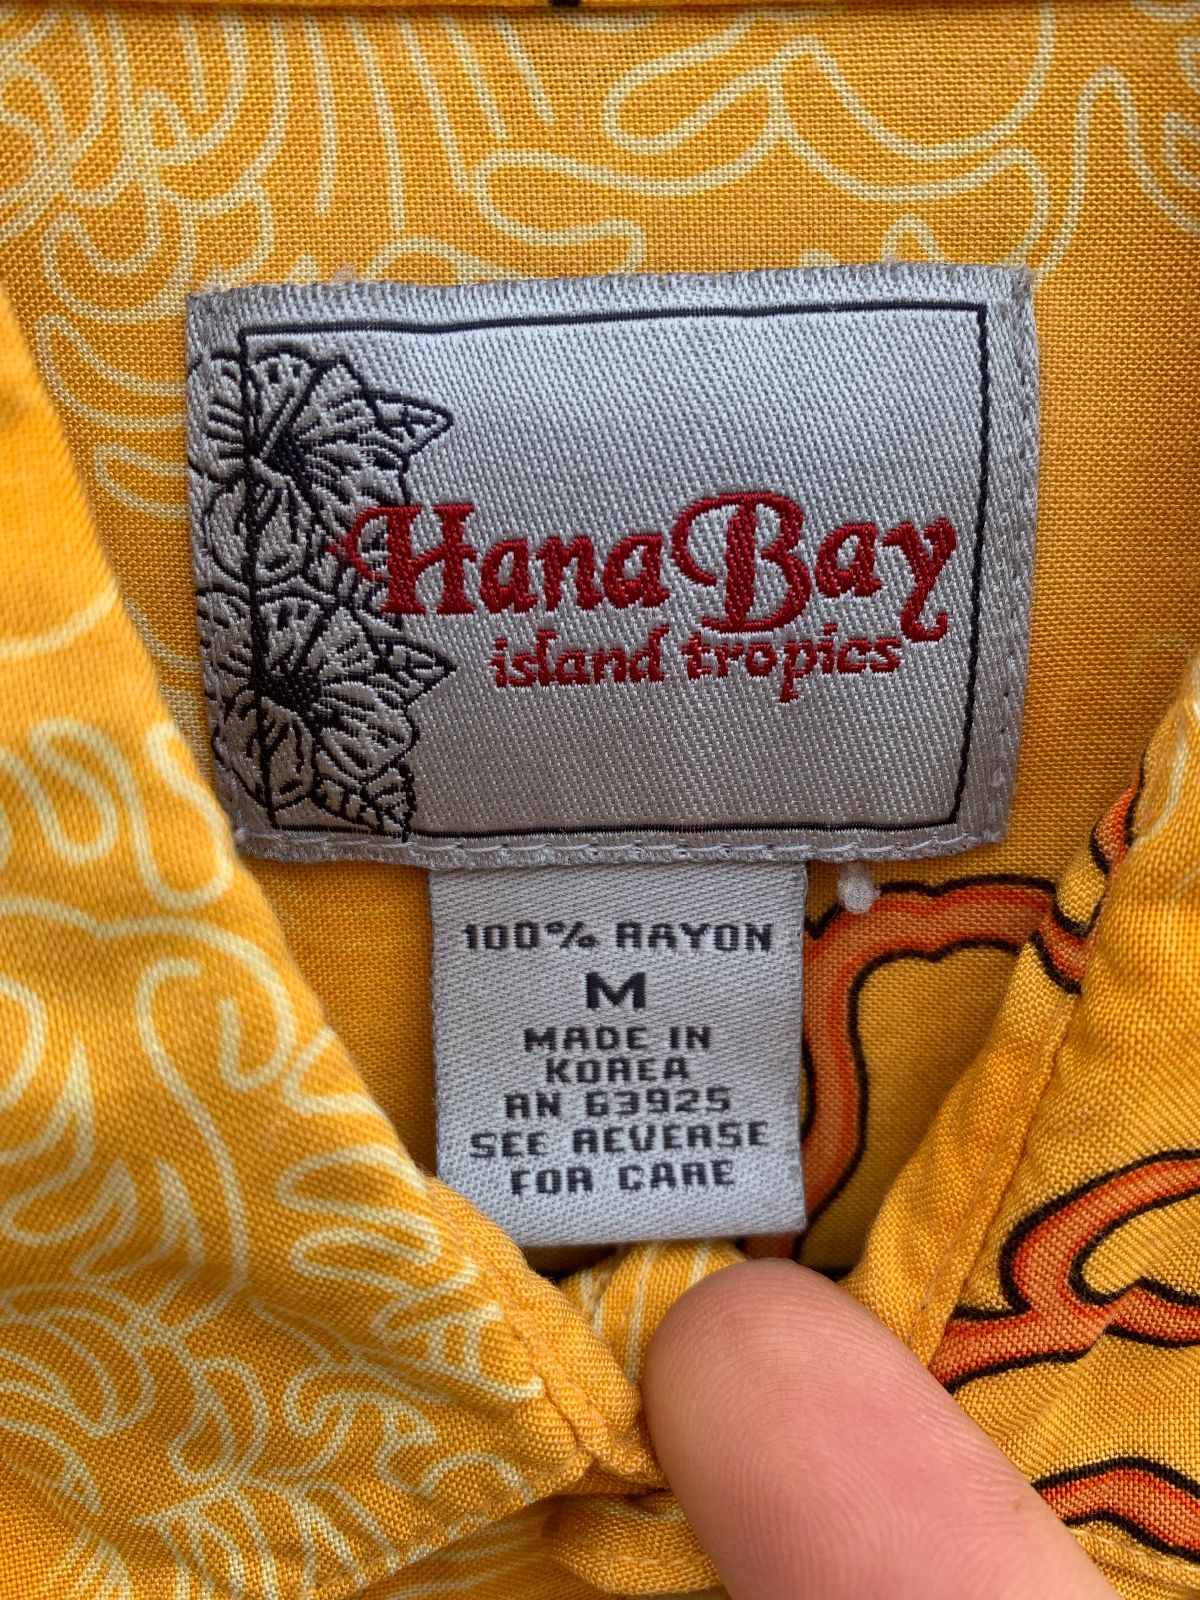 Hana Bay
island tropics
100% RAYON
M
MADE IN
KOREA
RN 63925
SEE REVERSE
FOR CARE